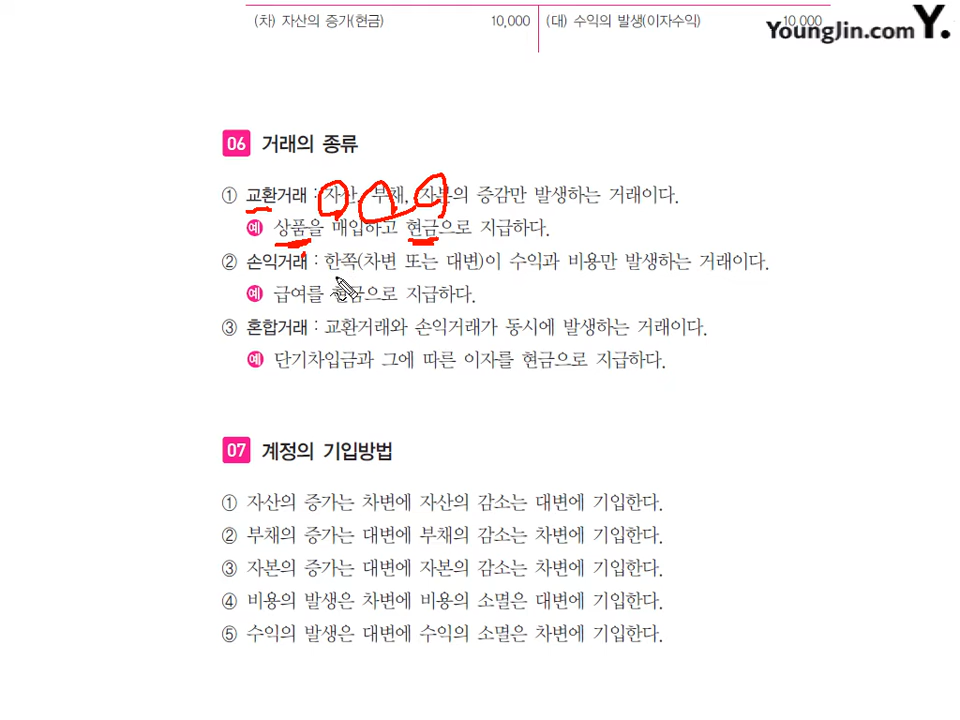 (차) 자산의 증가(현금) 10,000 (대) 수익의 발생(이자수익) 10,000
YoungJin.com Y.
06 거래의 종류
① 교환거래 : 자산, 부채, 자본의 증감만 발생하는 거래이다.
예 상품을 매입하고 현금으로 지급하다.
② 손익거래 : 한쪽(차변 또는 대변)이 수익과 비용만 발생하는 거래이다.
예 급여를 현금으로 지급하다.
③ 혼합거래 : 교환거래와 손익거래가 동시에 발생하는 거래이다.
예 단기차입금과 그에 따른 이자를 현금으로 지급하다.
07 계정의 기입방법
① 자산의 증가는 차변에 자산의 감소는 대변에 기입한다.
② 부채의 증가는 대변에 부채의 감소는 차변에 기입한다.
③ 자본의 증가는 대변에 자본의 감소는 차변에 기입한다.
④ 비용의 발생은 차변에 비용의 소멸은 대변에 기입한다.
⑤ 수익의 발생은 대변에 수익의 소멸은 차변에 기입한다.